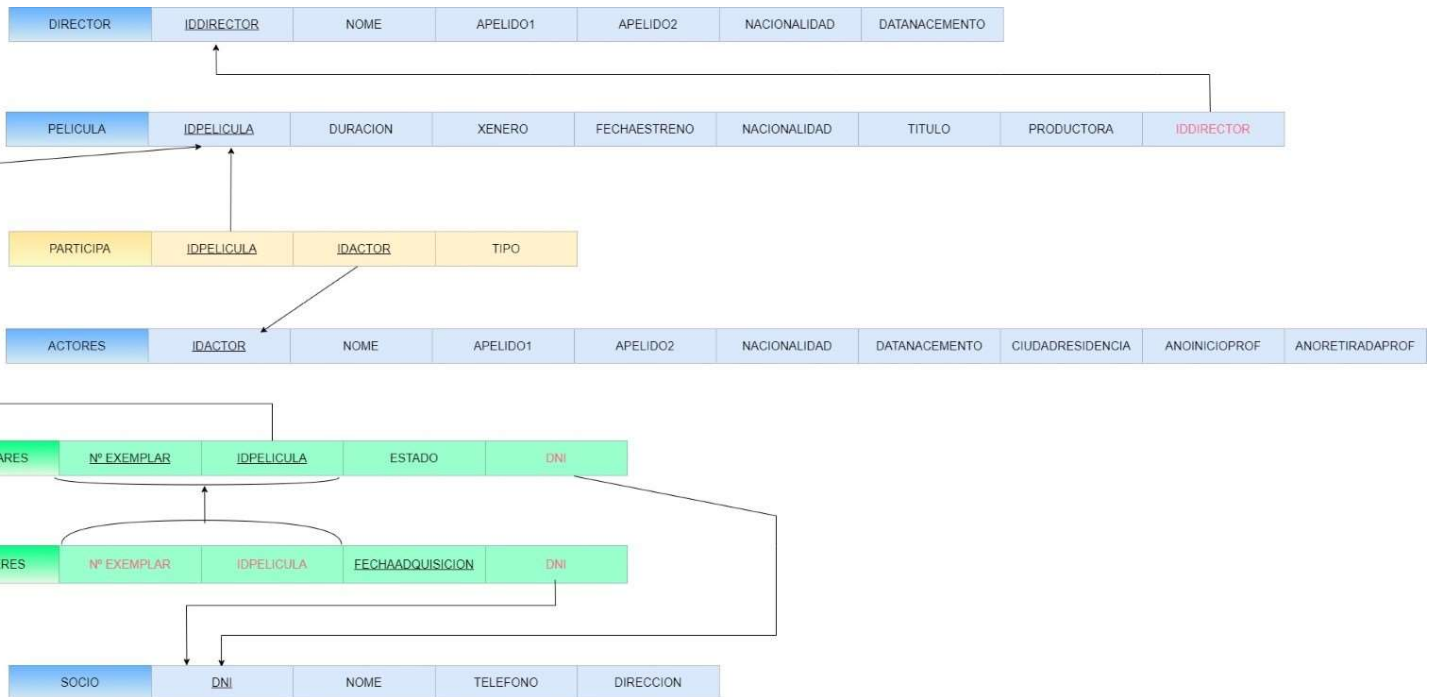 DIRECTOR IDDIRECTOR NOME APELIDO1 APELIDO2 NACIONALIDAD DATANACEMENTO
PELICULA IDPELICULA DURACION XENERO FECHAESTRENO NACIONALIDAD TITULO PRODUCTORA IDDIRECTOR
PARTICIPA IDPELICULA IDACTOR TIPO
ACTORES IDACTOR NOME APELIDO1 APELIDO2 NACIONALIDAD DATANACEMENTO CIUDADRESIDENCIA ANOINICIOPROF ANORETIRADAPROF
ARES Nº EXEMPLAR IDPELICULA ESTADO DNI
RES Nº EXEMPLAR IDPELICULA FECHAADQUISICION DNI
SOCIO DNI NOME TELEFONO DIRECCION